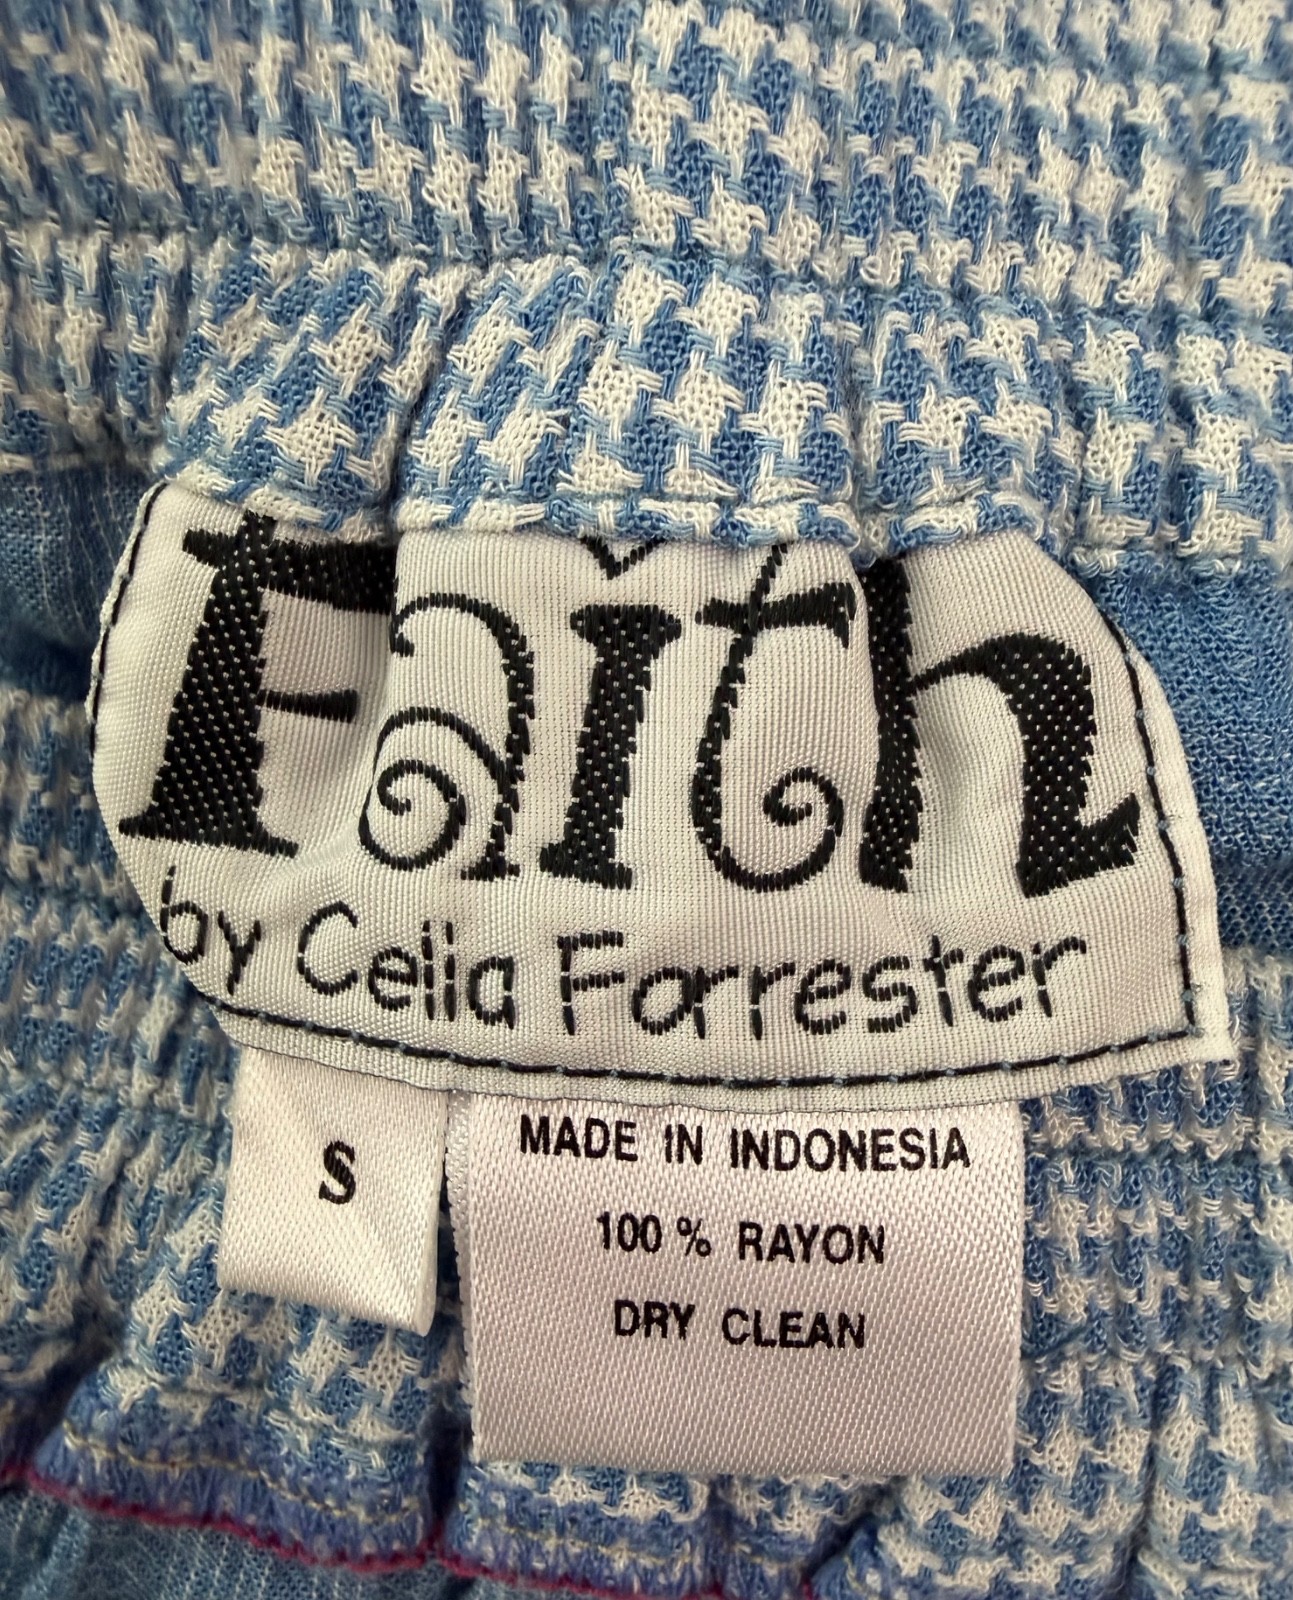 Faith
by Celia Forrester
S
MADE IN INDONESIA
100 % RAYON
DRY CLEAN